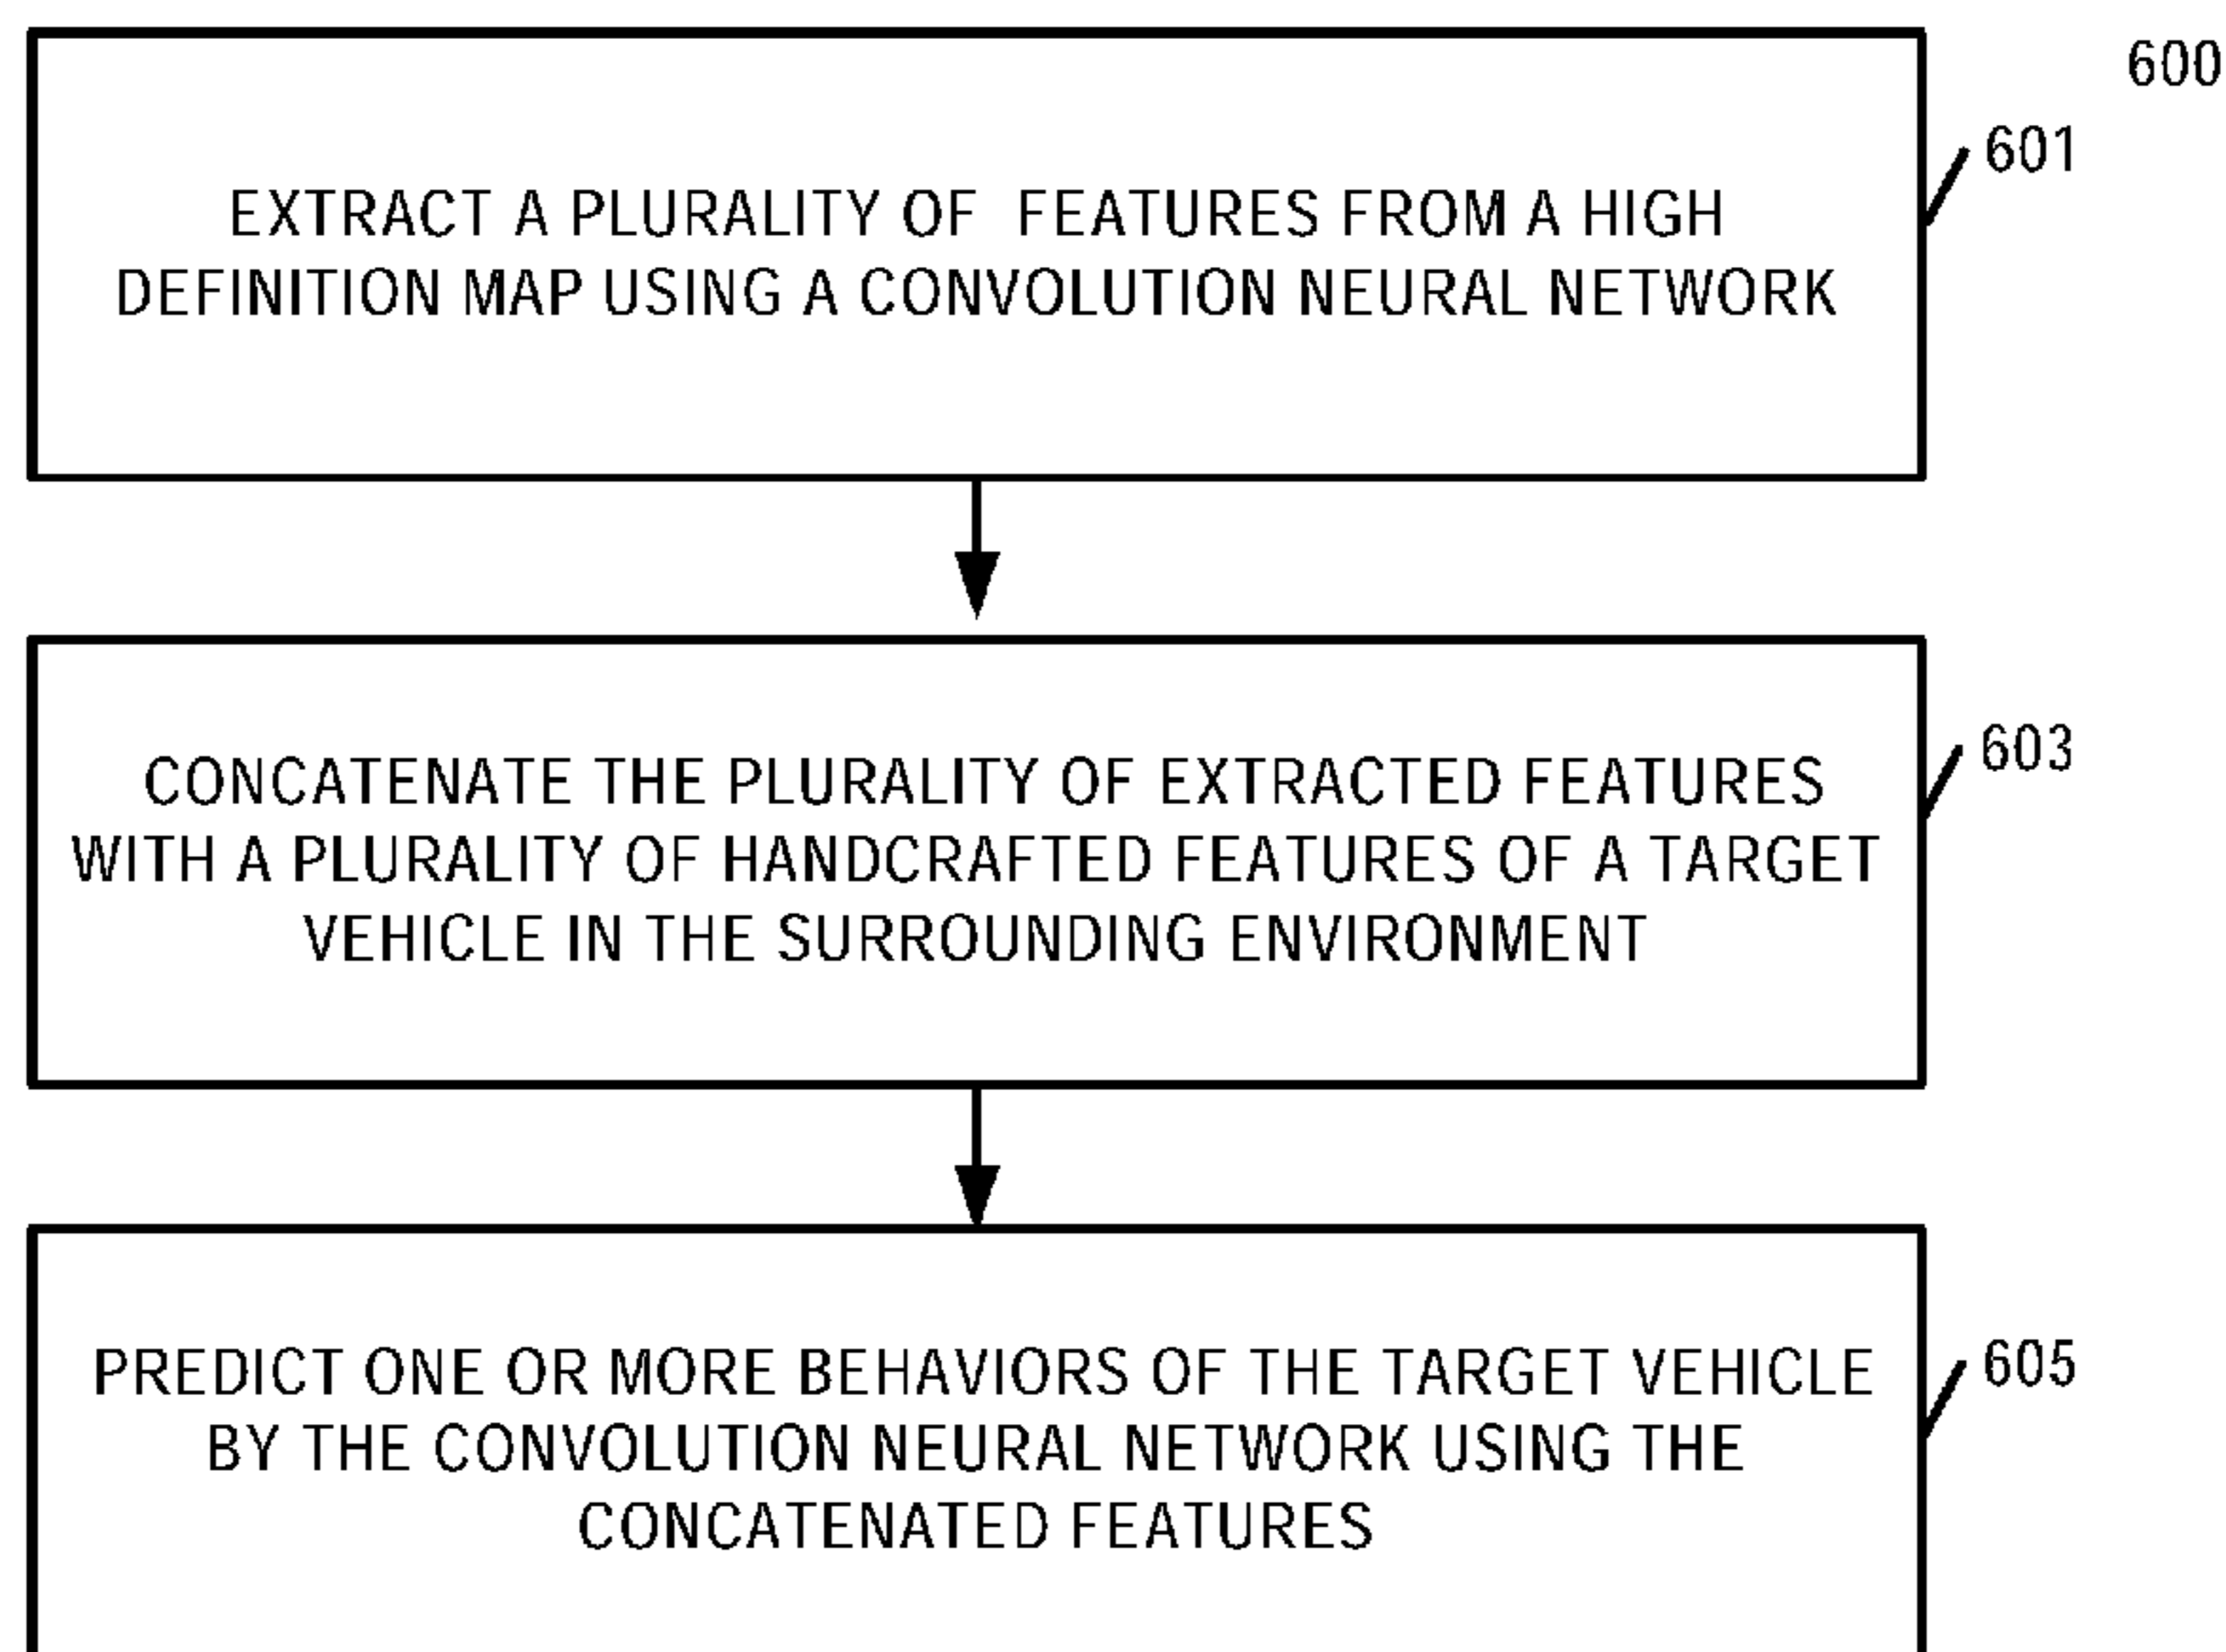 600
601
EXTRACT A PLURALITY OF FEATURES FROM A HIGH
DEFINITION MAP USING A CONVOLUTION NEURAL NETWORK
603
CONCATENATE THE PLURALITY OF EXTRACTED FEATURES
WITH A PLURALITY OF HANDCRAFTED FEATURES OF A TARGET
VEHICLE IN THE SURROUNDING ENVIRONMENT
605
PREDICT ONE OR MORE BEHAVIORS OF THE TARGET VEHICLE
BY THE CONVOLUTION NEURAL NETWORK USING THE
CONCATENATED FEATURES